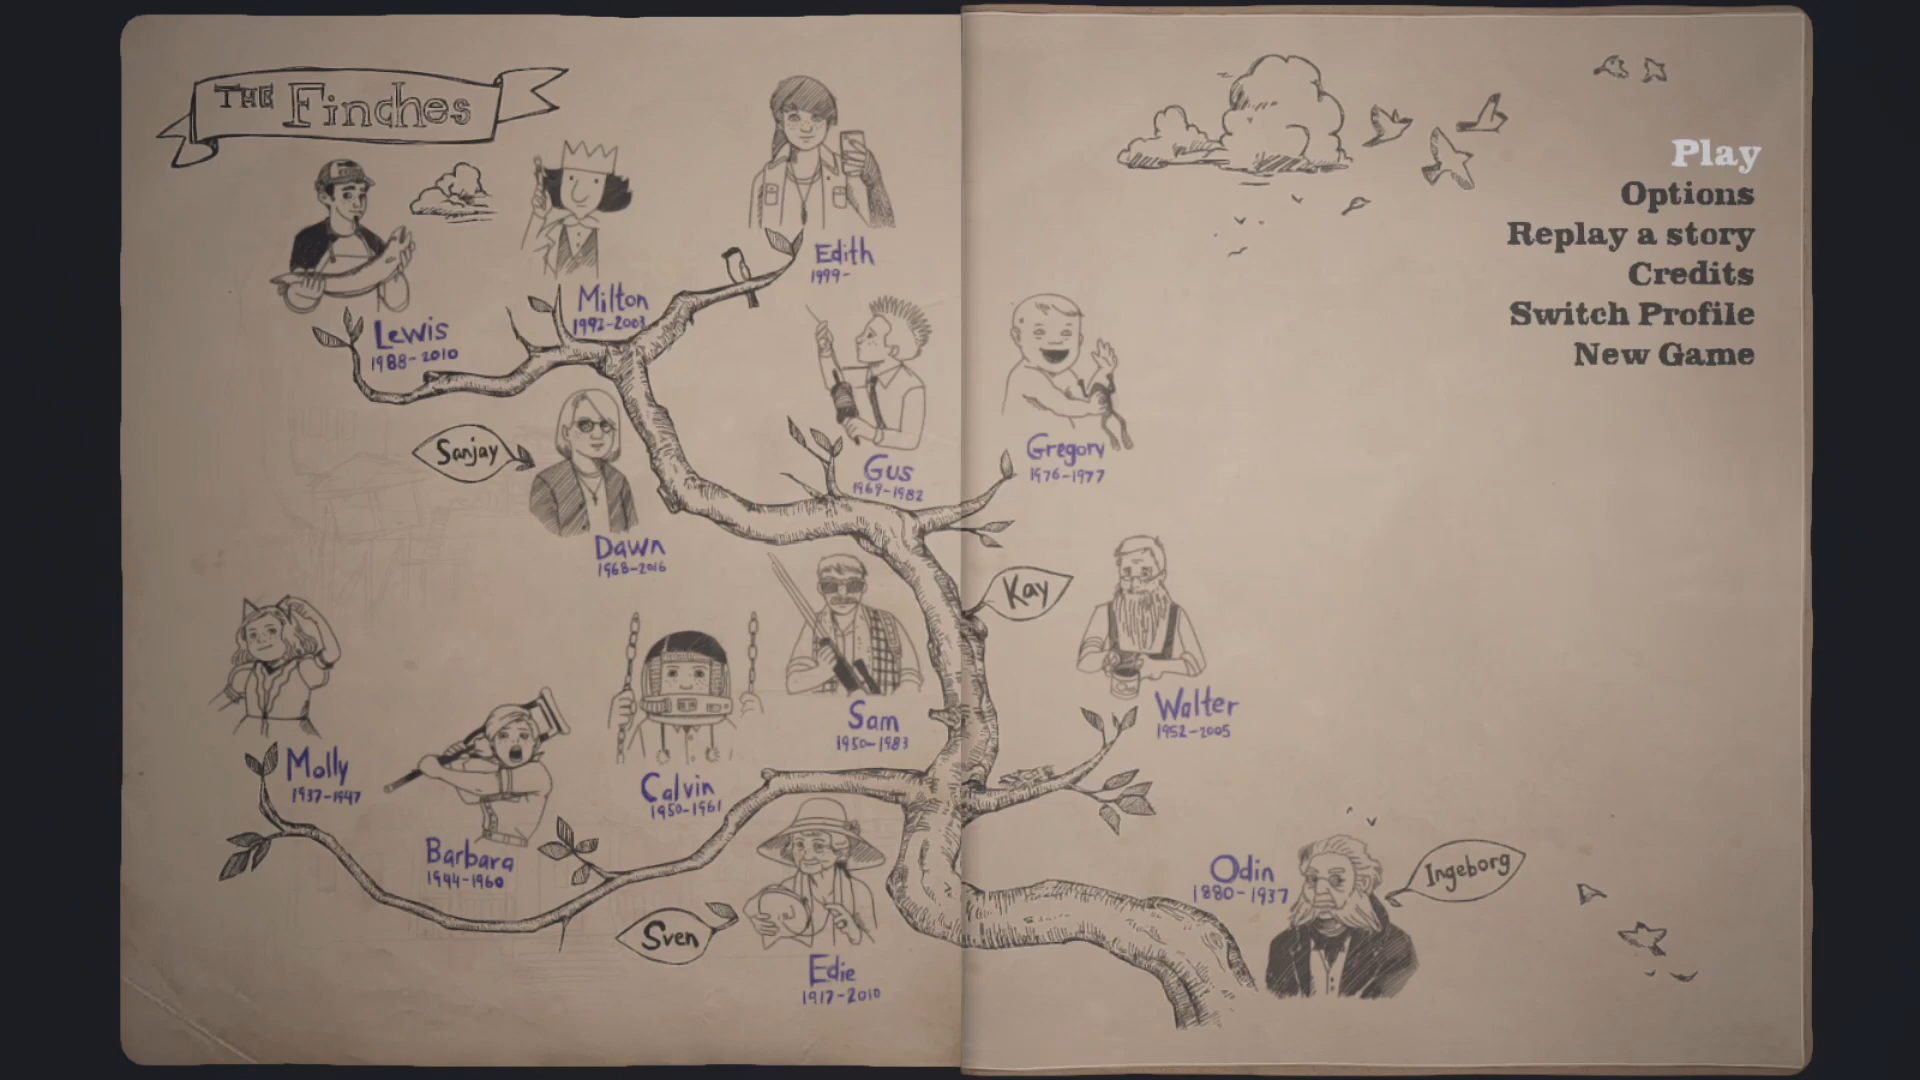 THE Finches
Edith
1999-
Milton
1992-2003
Lewis
1988-2010
Sanjay
Dawn
1968-2016
Gus
1969-1982
Gregory
1976-1977
Kay
Sam
1950-1983
Walter
1952-2005
Molly
1937-1947
Barbara
1944-1960
Calvin
1950-1961
Sven
Edie
1917-2010
Odin
1880-1937
Ingeborg
Play
Options
Replay a story
Credits
Switch Profile
New Game